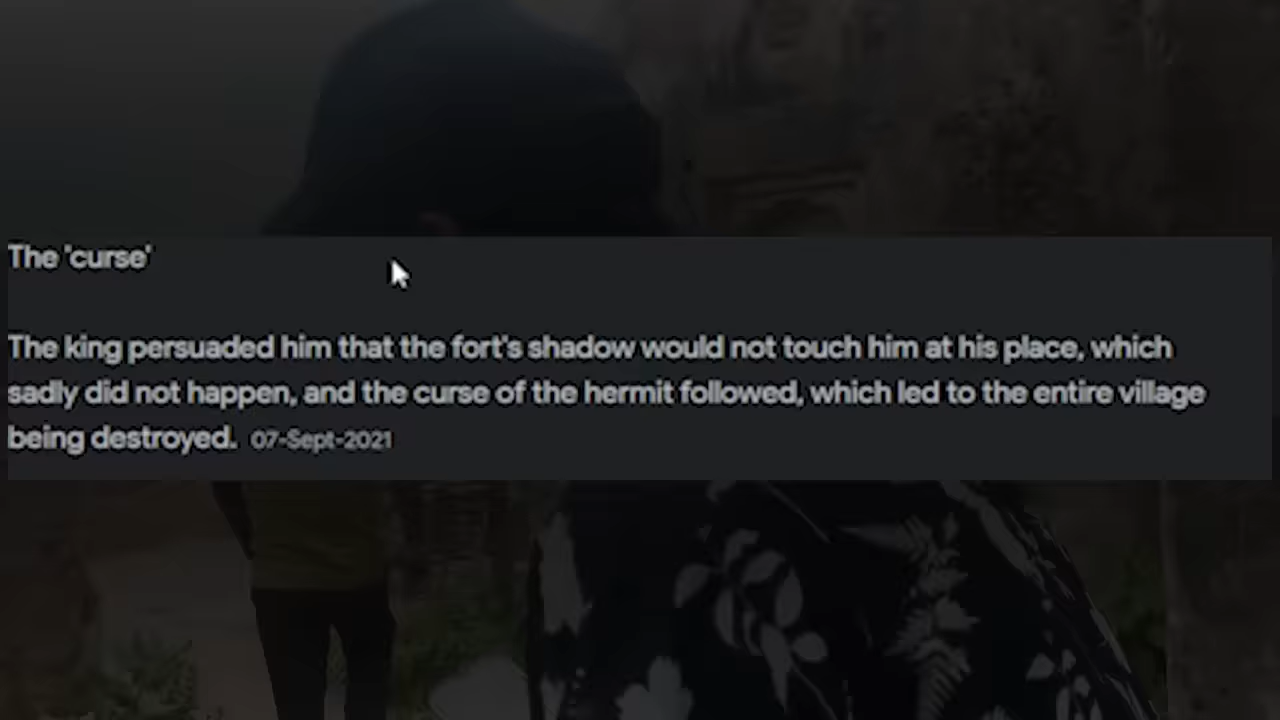 The 'curse'
The king persuaded him that the fort's shadow would not touch him at his place, which
sadly did not happen, and the curse of the hermit followed, which led to the entire village
being destroyed. 07-Sept-2021